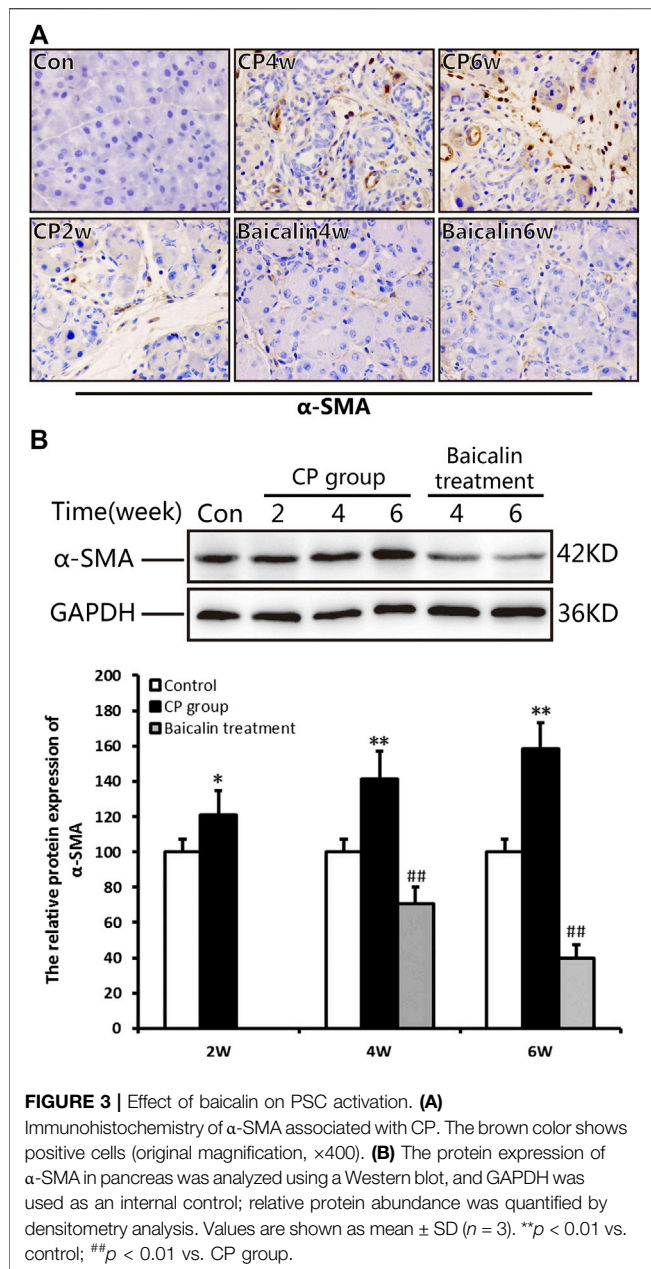 A
Con CP4w CP6w
CP2w Baicalin4w Baicalin6w
α-SMA
B
CP group Baicalin treatment
Time(week) Con 2 4 6 4 6
α-SMA 42KD
GAPDH 36KD
200
180
160
140
120
100
80
60
40
20
0
The relative protein expression of
α-SMA
Control
CP group
Baicalin treatment
* ** ## ** ##
2W 4W 6W
FIGURE 3 | Effect of baicalin on PSC activation. (A)
Immunohistochemistry of α-SMA associated with CP. The brown color shows
positive cells (original magnification, ×400). (B) The protein expression of
α-SMA in pancreas was analyzed using a Western blot, and GAPDH was
used as an internal control; relative protein abundance was quantified by
densitometry analysis. Values are shown as mean ± SD (n = 3). **p < 0.01 vs.
control; ##p < 0.01 vs. CP group.